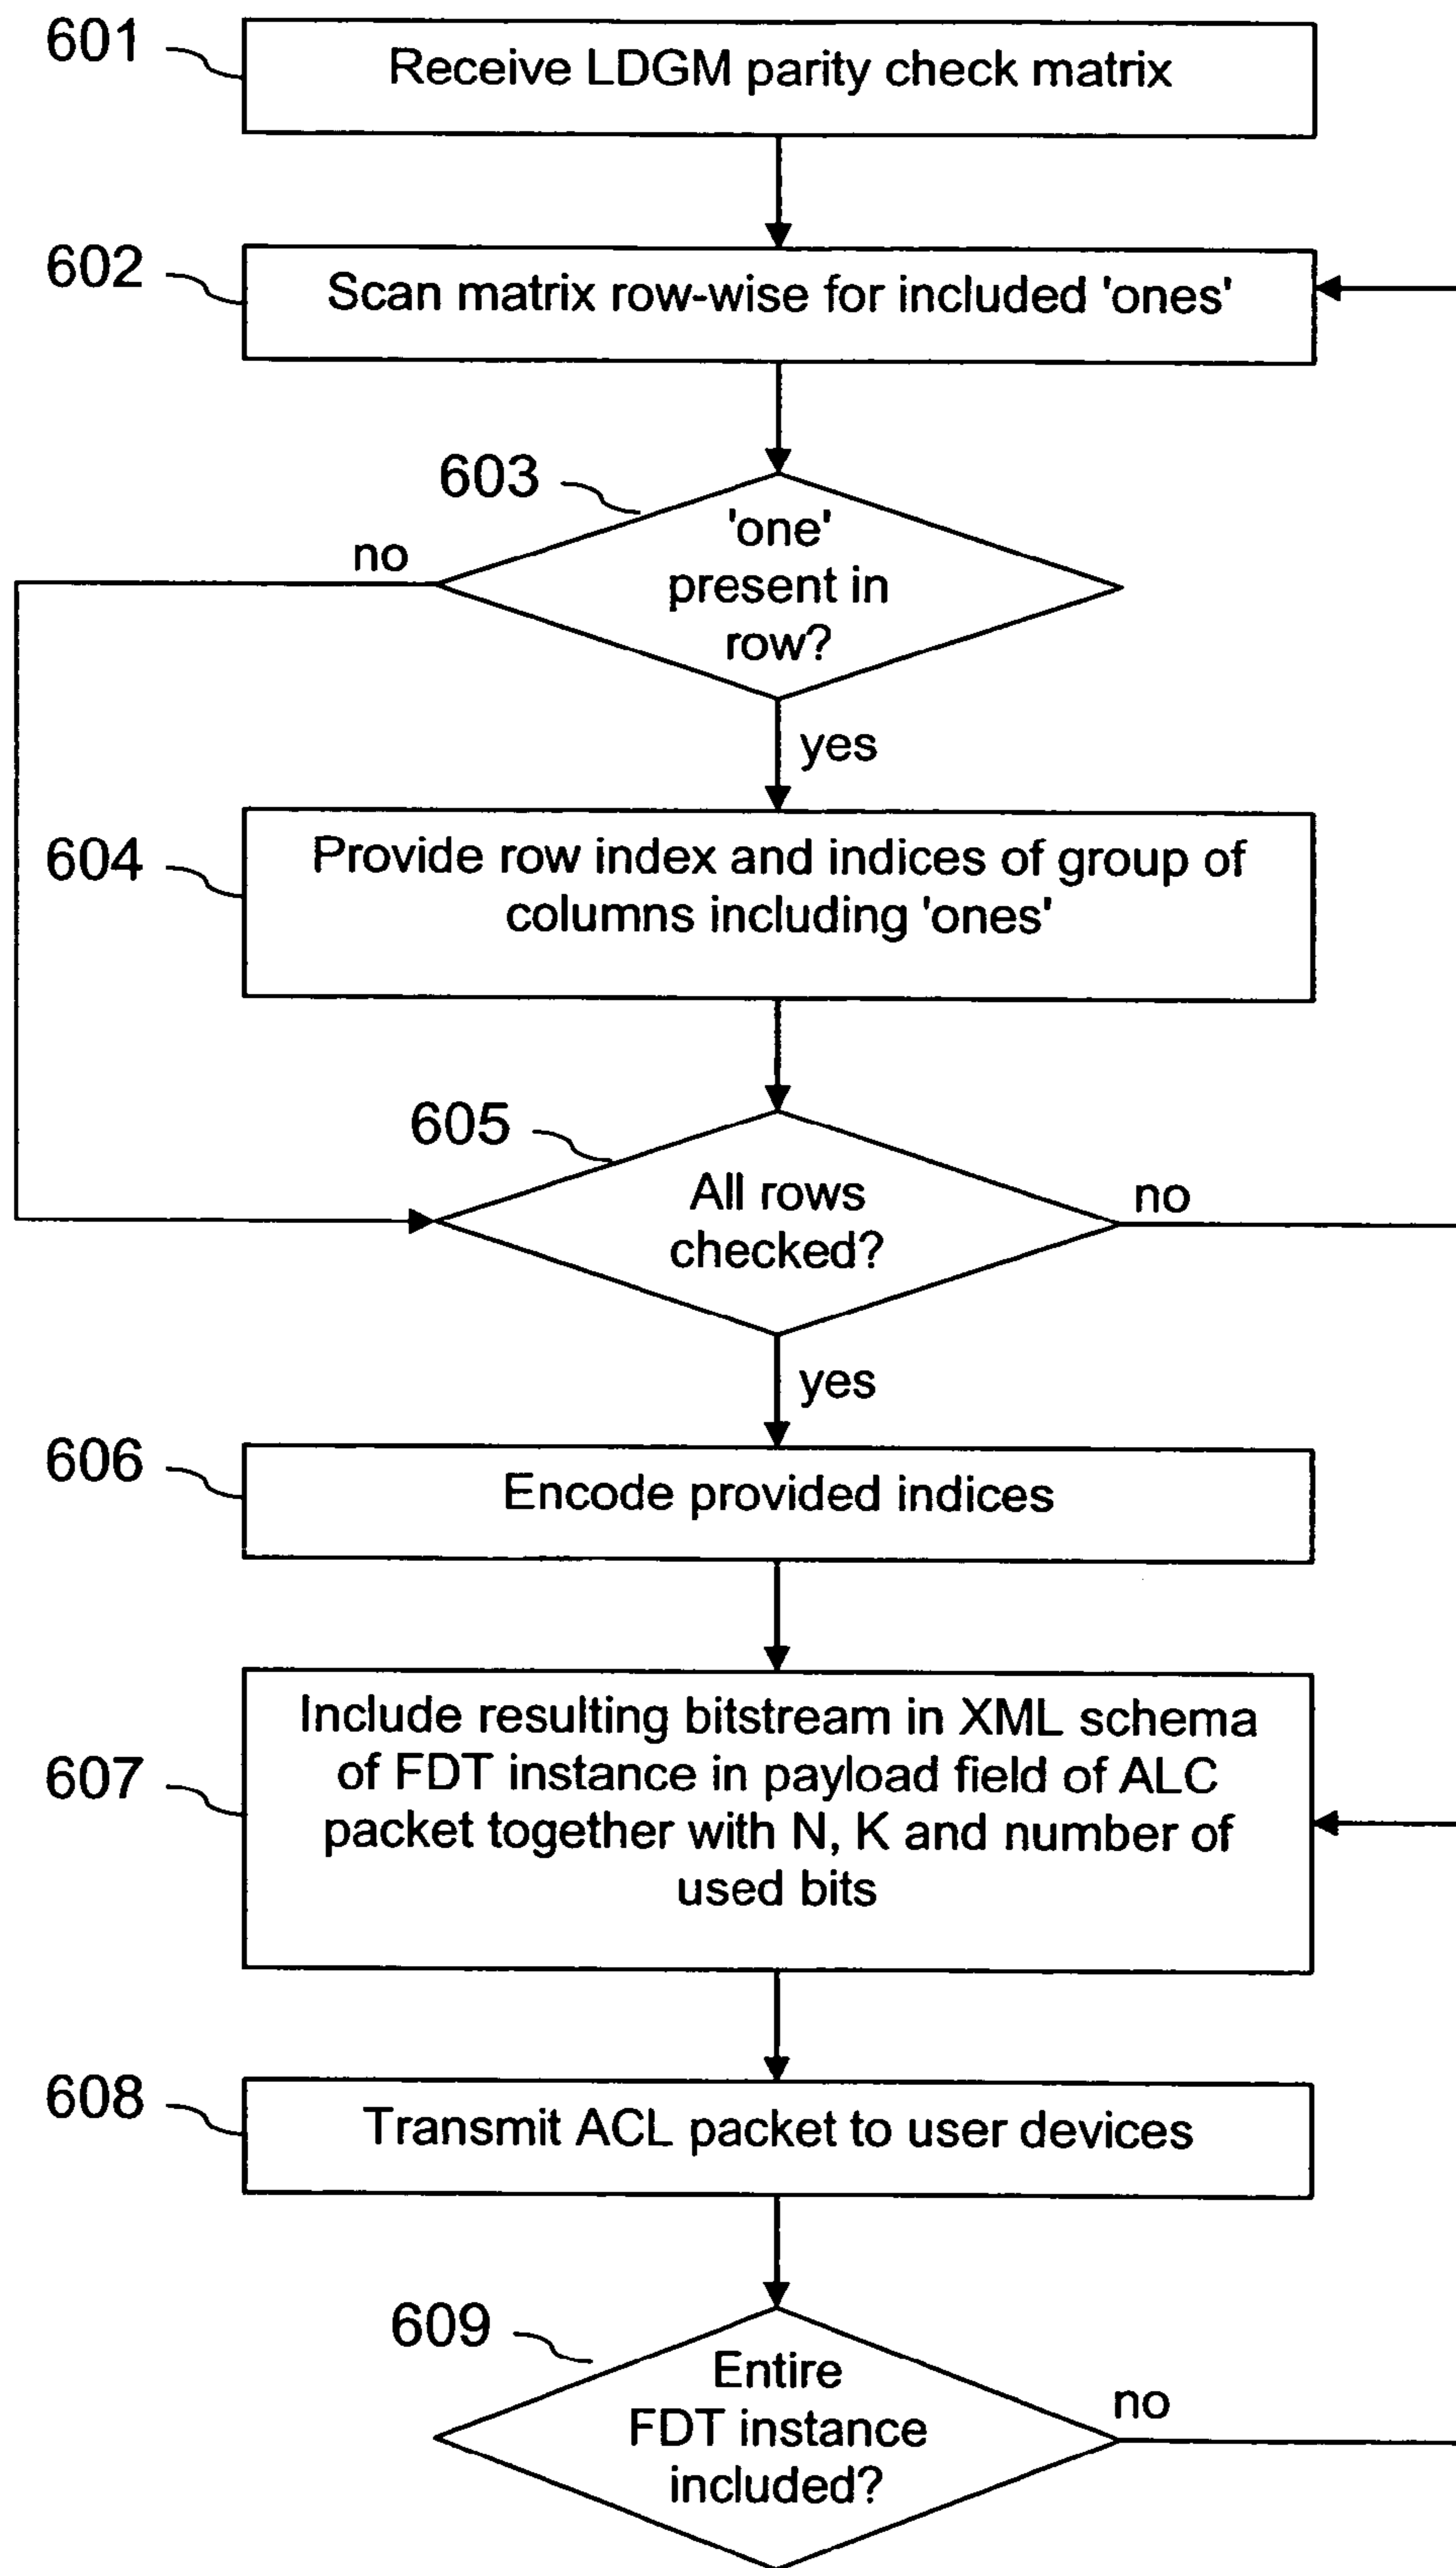 601
Receive LDGM parity check matrix
602
Scan matrix row-wise for included 'ones'
603
'one'
present in
row?
no
yes
604
Provide row index and indices of group of
columns including 'ones'
605
All rows
checked?
no
yes
606
Encode provided indices
607
Include resulting bitstream in XML schema
of FDT instance in payload field of ALC
packet together with N, K and number of
used bits
608
Transmit ACL packet to user devices
609
Entire
FDT instance
included?
no